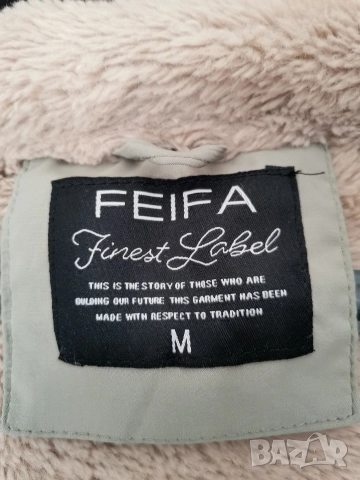 FEIFA
Finest Label
THIS IS THE STORY OF THOSE WHO ARE
OULDING OUR FUTURE THIS GARMENT HAS BEEN
MADE WITH RESPECT TO TRADITION
M
BAZAR